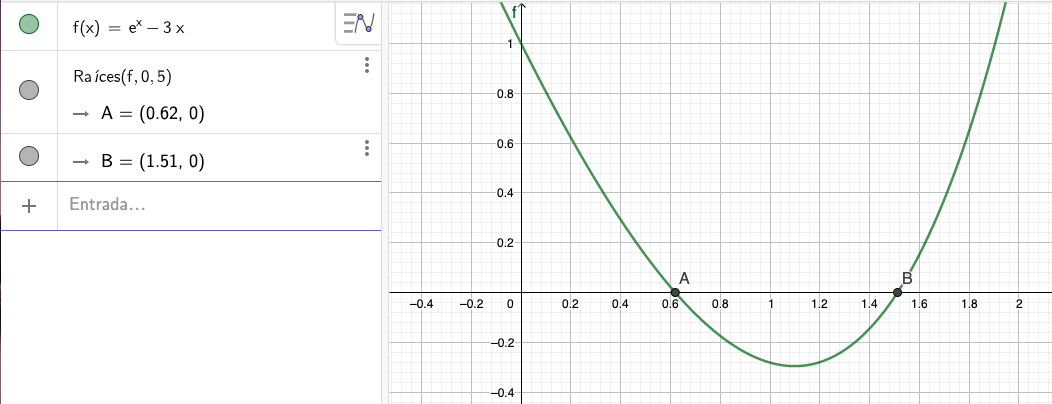 f(x) = eˣ − 3 x
Raíces(f, 0, 5)
→ A = (0.62, 0)
→ B = (1.51, 0)
+ Entrada...
f
1
0.8
0.6
0.4
0.2
A
B
−0.4 −0.2 0 0.2 0.4 0.6 0.8 1 1.2 1.4 1.6 1.8 2
−0.2
−0.4